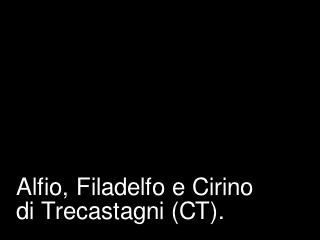 Alfio, Filadelfo e Cirino
di Trecastagni (CT).